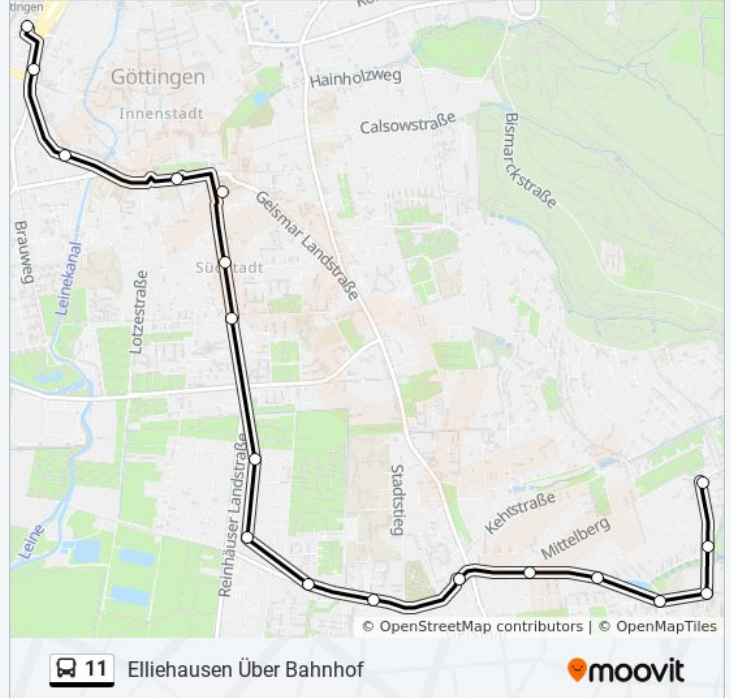 tingen
Göttingen
Innenstadt
Hainholzweg
Calsowstraße
Bismarckstraße
Geismar Landstraße
Brauweg
Leinekanal
Südstadt
Lotzestraße
Reinhäuser Landstraße
Stadtstieg
Kehrstraße
Mittelberg
Leine
© OpenStreetMap contributors | © OpenMapTiles
11 Elliehausen Über Bahnhof
moovit